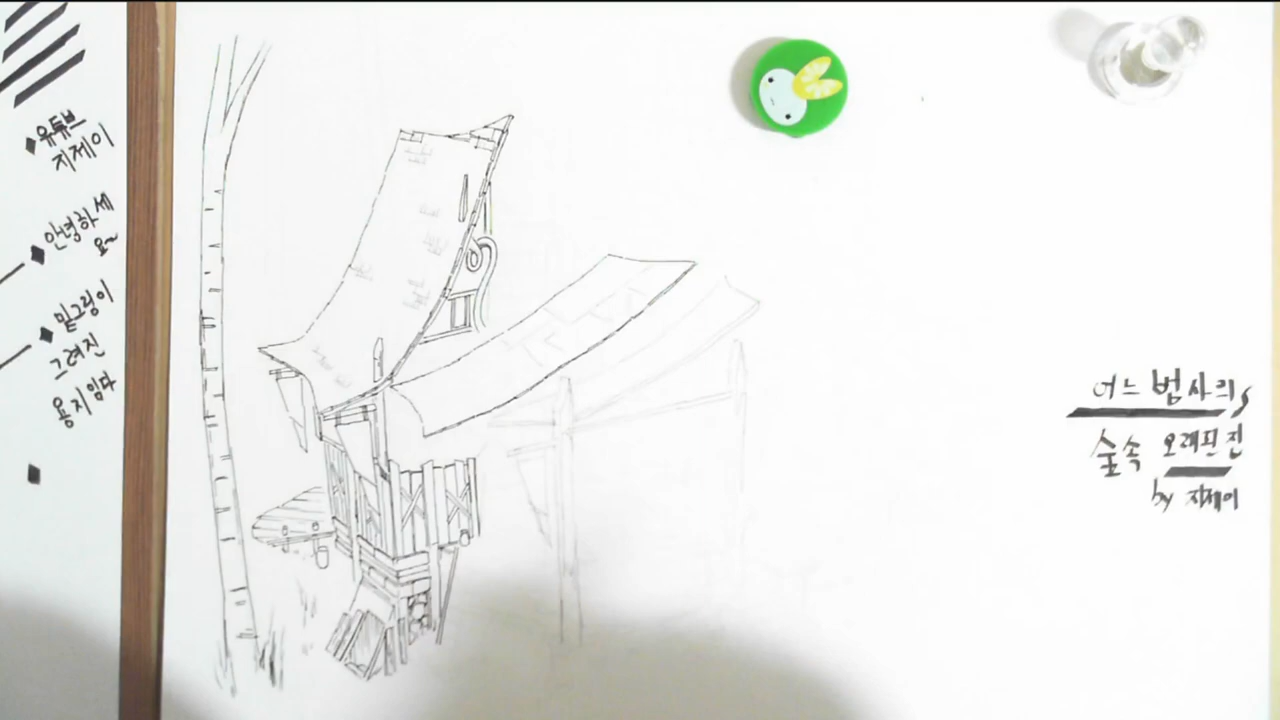 유튜브
지제이
안녕하세
요~
밑그림이
그려진
용지임다
어느 법사의
숲속 오래된 집
by 지제이